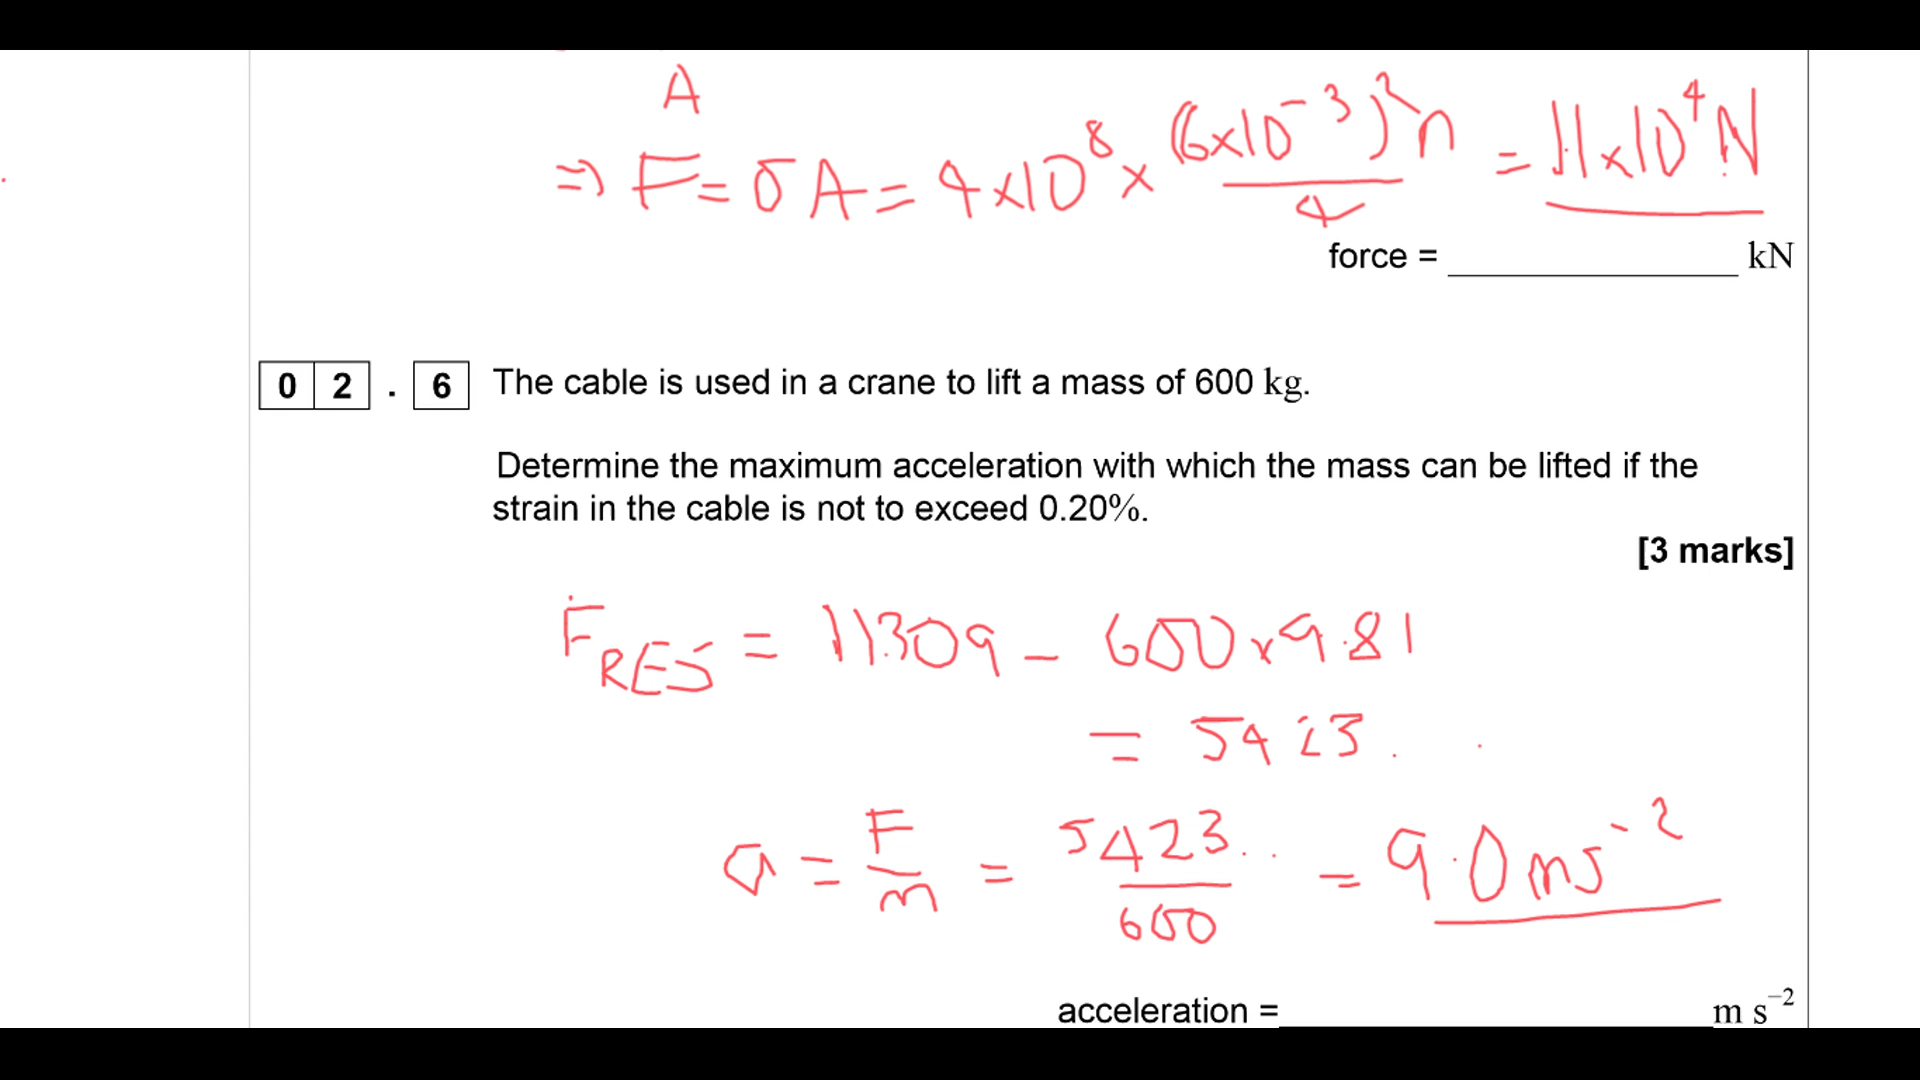 A
⇒ F = σA = 4×10⁸ × (6×10⁻³)²π / 4 = 1.1×10⁴ N
force = ______ kN
0 2 . 6 The cable is used in a crane to lift a mass of 600 kg.
Determine the maximum acceleration with which the mass can be lifted if the
strain in the cable is not to exceed 0.20%.
[3 marks]
F_RES = 11309 - 600×9.81
= 5423..
a = F/m = 5423.. / 600 = 9.0 ms⁻²
acceleration = ______ m s⁻²